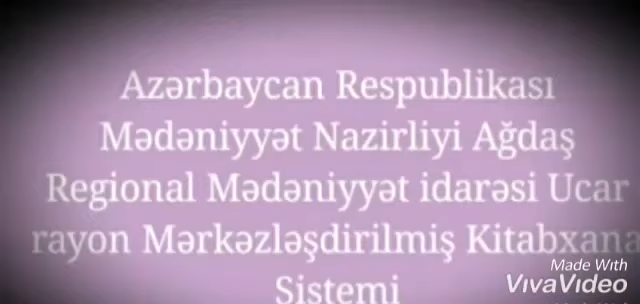 Azərbaycan Respublikası
Mədəniyyət Nazirliyi Ağdaş
Regional Mədəniyyət idarəsi Ucar
rayon Mərkəzləşdirilmiş Kitabxana
Sistemi
Made With
VivaVideo